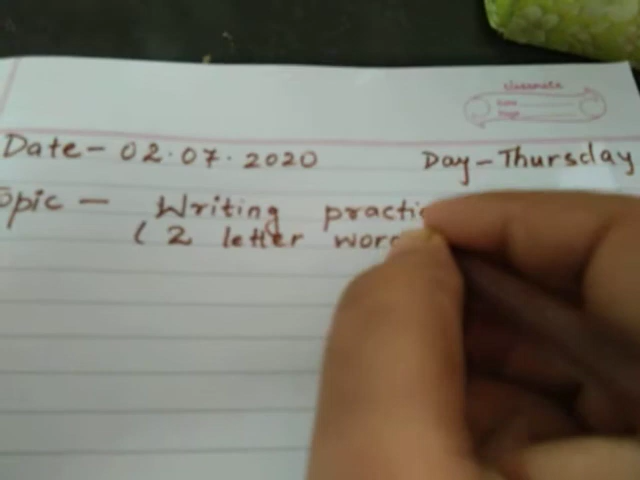 classmate
Date
Page
Date - 02.07.2020 Day - Thursday
opic - Writing practi
( 2 letter wor